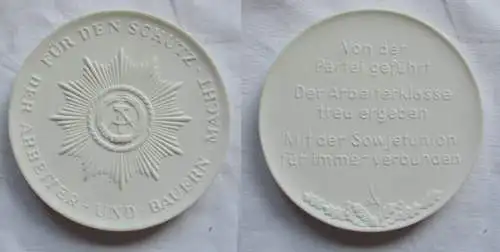 FÜR DEN SCHUTZ DER ARBEITER-UND-BAUERN MACHT
Von der
Partei geführt
Der Arbeiterklasse
treu ergeben
Mit der Sowjetunion
für immer verbunden